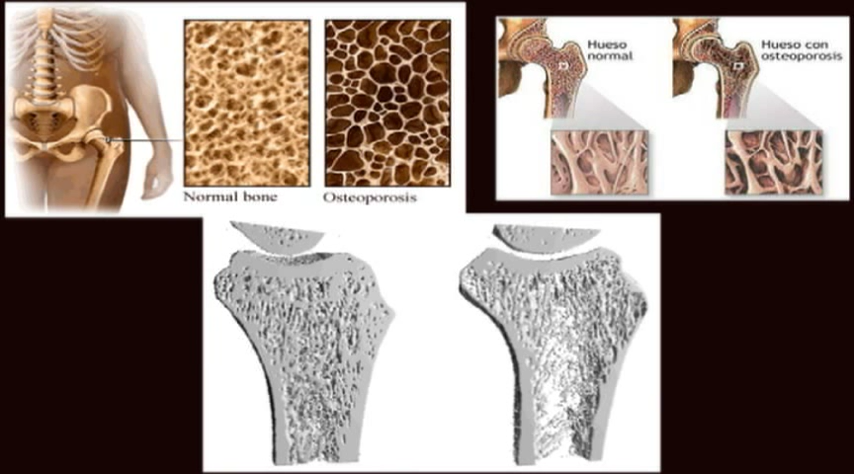 Normal bone
Osteoporosis
Hueso
normal
Hueso con
osteoporosis